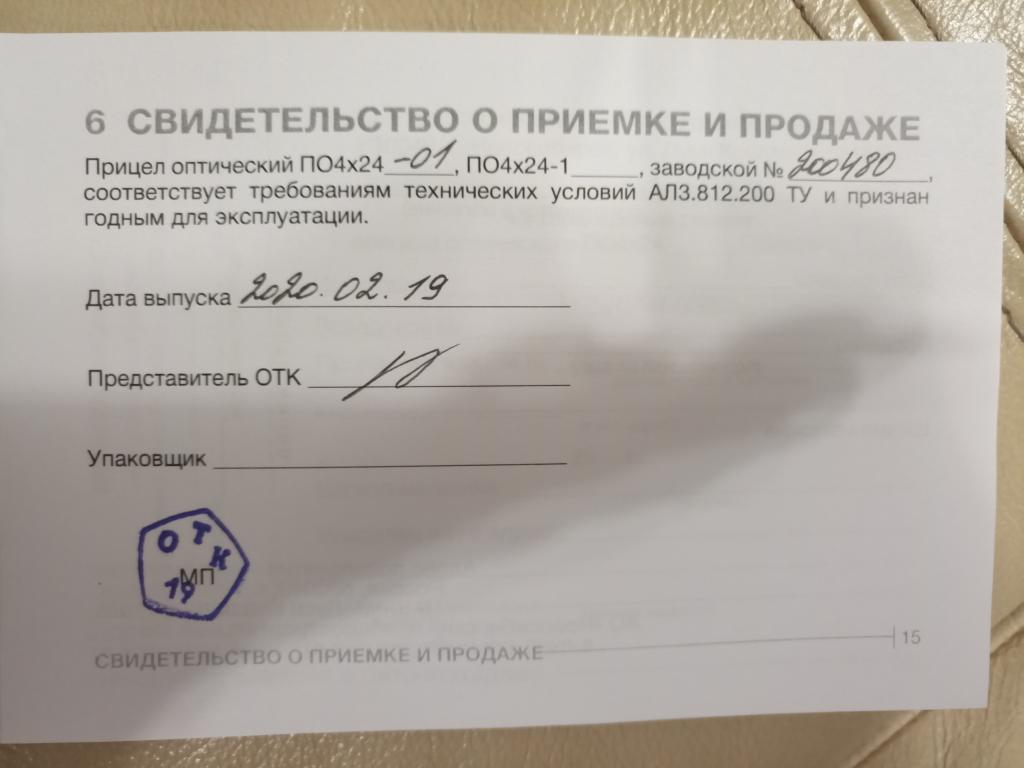 6 СВИДЕТЕЛЬСТВО О ПРИЕМКЕ И ПРОДАЖЕ
Прицел оптический ПО4х24 -01, ПО4х24-1______, заводской № 200480,
соответствует требованиям технических условий АЛ3.812.200 ТУ и признан
годным для эксплуатации.
Дата выпуска 2020.02.19
Представитель ОТК
Упаковщик
ОТК
МП
19
СВИДЕТЕЛЬСТВО О ПРИЕМКЕ И ПРОДАЖЕ 15